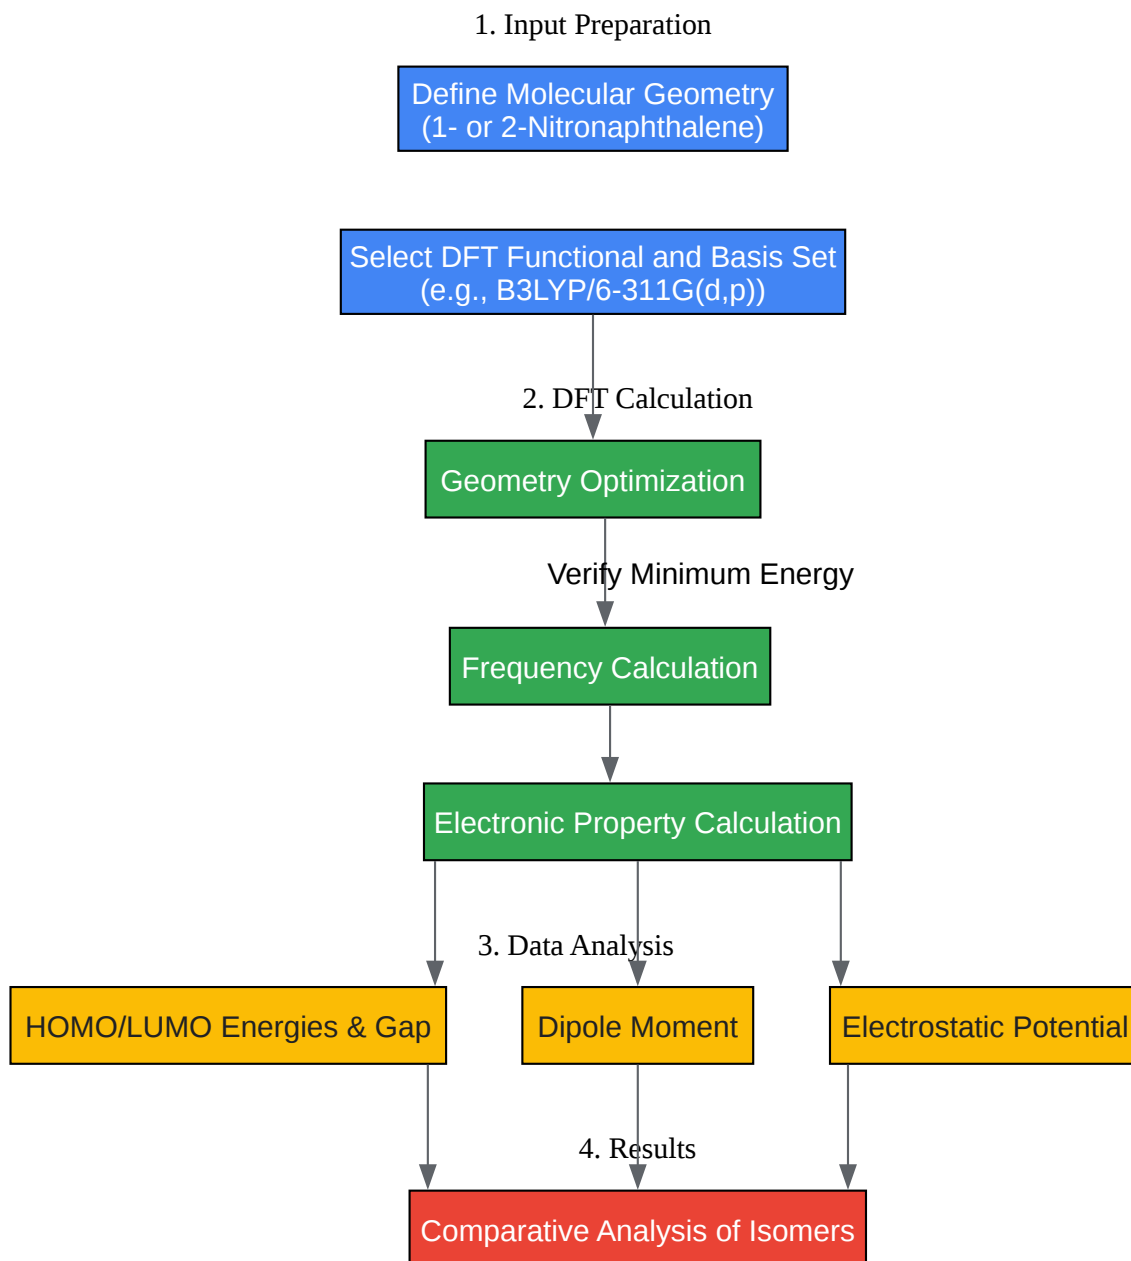 1. Input Preparation
Define Molecular Geometry
(1- or 2-Nitronaphthalene)
Select DFT Functional and Basis Set
(e.g., B3LYP/6-311G(d,p))
2. DFT Calculation
Geometry Optimization
Verify Minimum Energy
Frequency Calculation
Electronic Property Calculation
3. Data Analysis
HOMO/LUMO Energies & Gap
Dipole Moment
Electrostatic Potential
4. Results
Comparative Analysis of Isomers